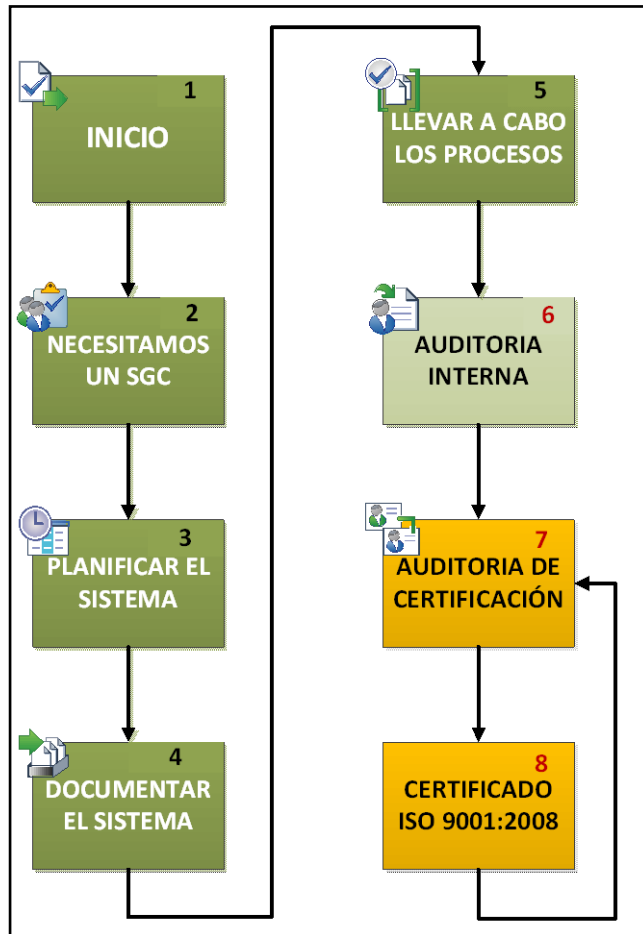 1
INICIO
2
NECESITAMOS
UN SGC
3
PLANIFICAR EL
SISTEMA
4
DOCUMENTAR
EL SISTEMA
5
LLEVAR A CABO
LOS PROCESOS
6
AUDITORIA
INTERNA
7
AUDITORIA DE
CERTIFICACIÓN
8
CERTIFICADO
ISO 9001:2008